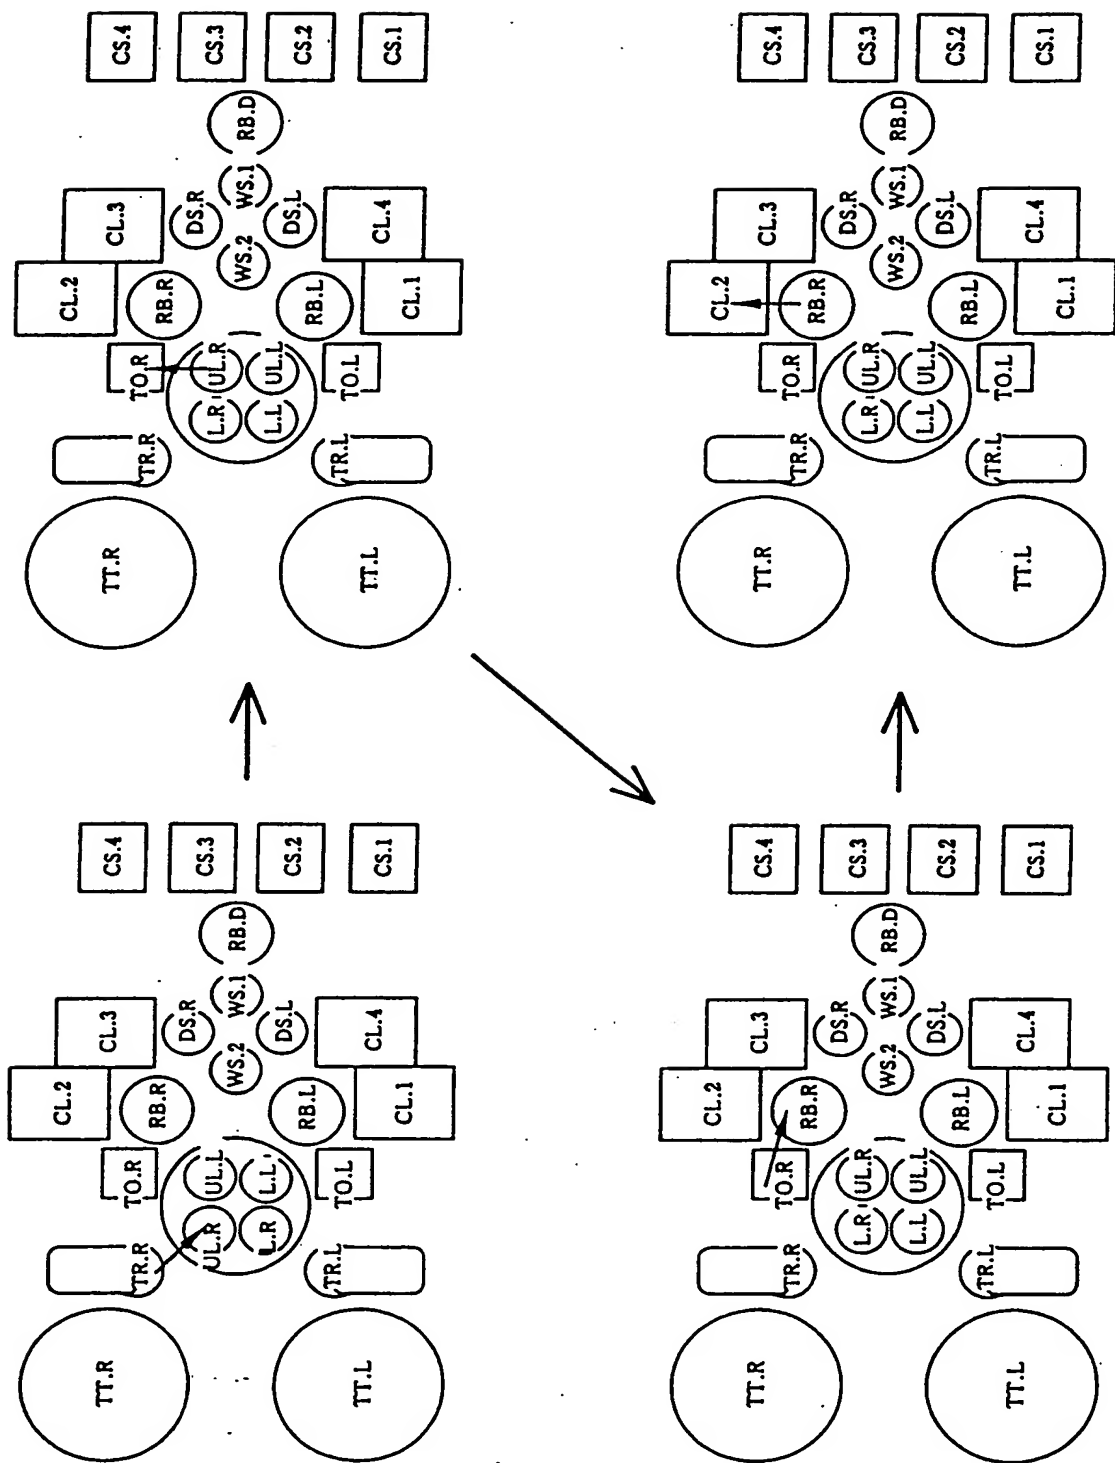 TT.R
TT.L
TR.R
TR.L
UL.R
L.R
UL.L
L.L
TO.R
TO.L
RB.R
RB.L
CL.2
CL.1
WS.2
DS.R
DS.L
CL.3
CL.4
WS.1
RB.D
CS.4
CS.3
CS.2
CS.1
TT.R
TT.L
TR.R
TR.L
L.R
L.L
UL.R
UL.L
TO.R
TO.L
RB.R
RB.L
CL.2
CL.1
WS.2
DS.R
DS.L
CL.3
CL.4
WS.1
RB.D
CS.4
CS.3
CS.2
CS.1
TT.R
TT.L
TR.R
TR.L
L.R
L.L
UL.R
UL.L
TO.R
TO.L
RB.R
RB.L
CL.2
CL.1
WS.2
DS.R
DS.L
CL.3
CL.4
WS.1
RB.D
CS.4
CS.3
CS.2
CS.1
TT.R
TT.L
TR.R
TR.L
L.R
L.L
UL.R
UL.L
TO.R
TO.L
RB.R
RB.L
CL.2
CL.1
WS.2
DS.R
DS.L
CL.3
CL.4
WS.1
RB.D
CS.4
CS.3
CS.2
CS.1